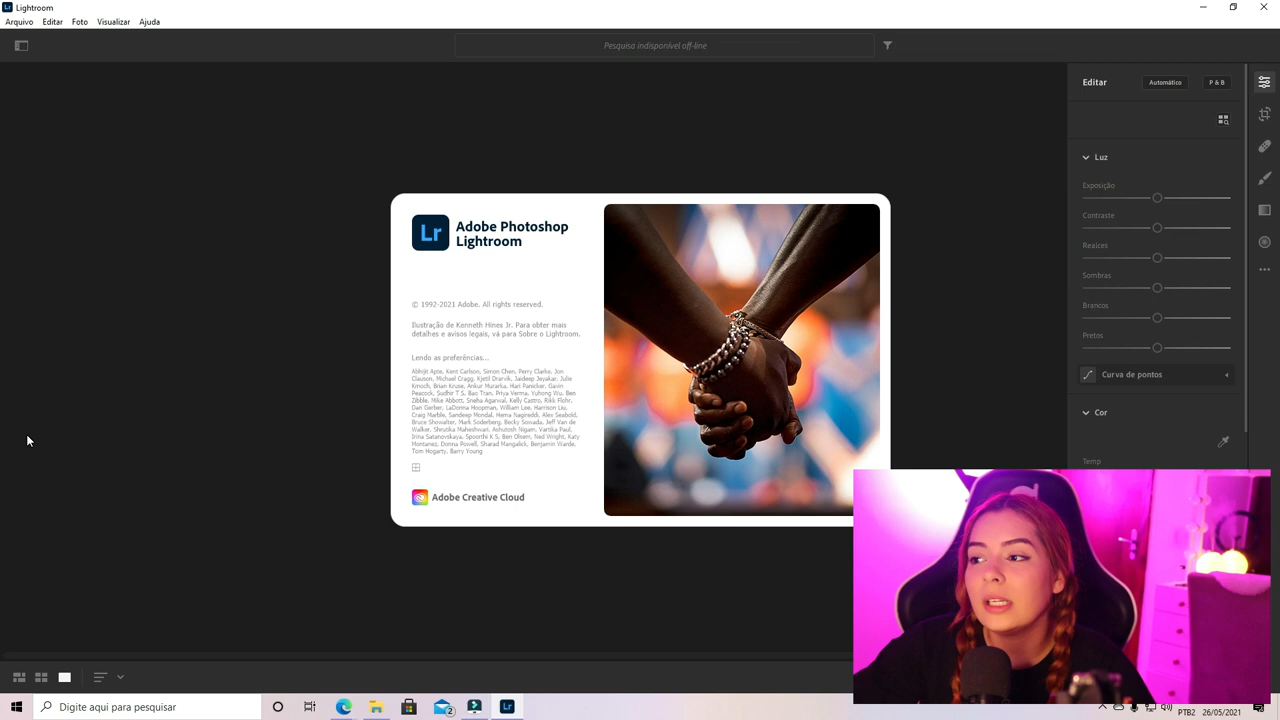 Lightroom
Arquivo Editar Foto Visualizar Ajuda
Pesquisa indisponível off-line
Editar Automático P & B
Luz
Exposição
Contraste
Realces
Sombras
Brancos
Pretos
Curva de pontos
Cor
Temp
Lr Adobe Photoshop
Lightroom
© 1992-2021 Adobe. All rights reserved.
Ilustração de Kenneth Hines Jr. Para obter mais
detalhes e avisos legais, vá para Sobre o Lightroom.
Lendo as preferências...
Abhijit Apte, Kent Carlson, Simon Chen, Perry Clarke, Jon
Clauson, Michael Cragg, Kjetil Drarvik, Jaideep Jeyakar, Julie
Kmoch, Brian Kruse, Ankur Murarka, Hari Panicker, Gavin
Peacock, Sudhir T S, Bao Tran, Priya Verma, Yuhong Wu, Ben
Zibble, Mike Abbott, Sneha Agarwal, Kelly Castro, Rikk Flohr,
Dan Gerber, LaDonna Hoopman, William Lee, Harrison Liu,
Craig Marble, Sandeep Mondal, Hema Nagireddi, Alex Seabold,
Bruce Showalter, Mark Soderberg, Becky Sowada, Jeff Van de
Walker, Shrutika Maheshwari, Ashutosh Nigam, Vartika Paul,
Irina Satanovskaya, Spoorthi K S, Ben Olsem, Ned Wright, Katy
Montanez, Donna Powell, Sharad Mangalick, Benjamin Warde,
Tom Hogarty, Barry Young
Adobe Creative Cloud
Digite aqui para pesquisar
2
Lr
PTB2 26/05/2021